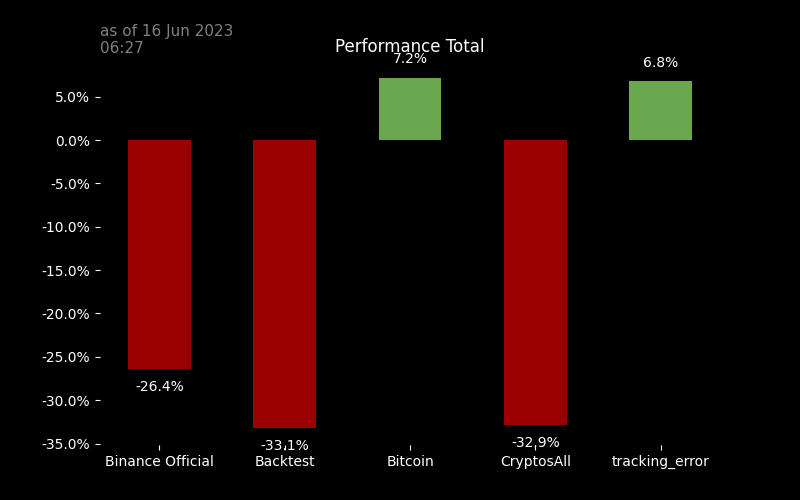 as of 16 Jun 2023
06:27
Performance Total
7.2%
6.8%
5.0%
0.0%
-5.0%
-10.0%
-15.0%
-20.0%
-25.0%
-30.0%
-35.0%
-26.4%
-33.1%
-32.9%
Binance Official
Backtest
Bitcoin
CryptosAll
tracking_error